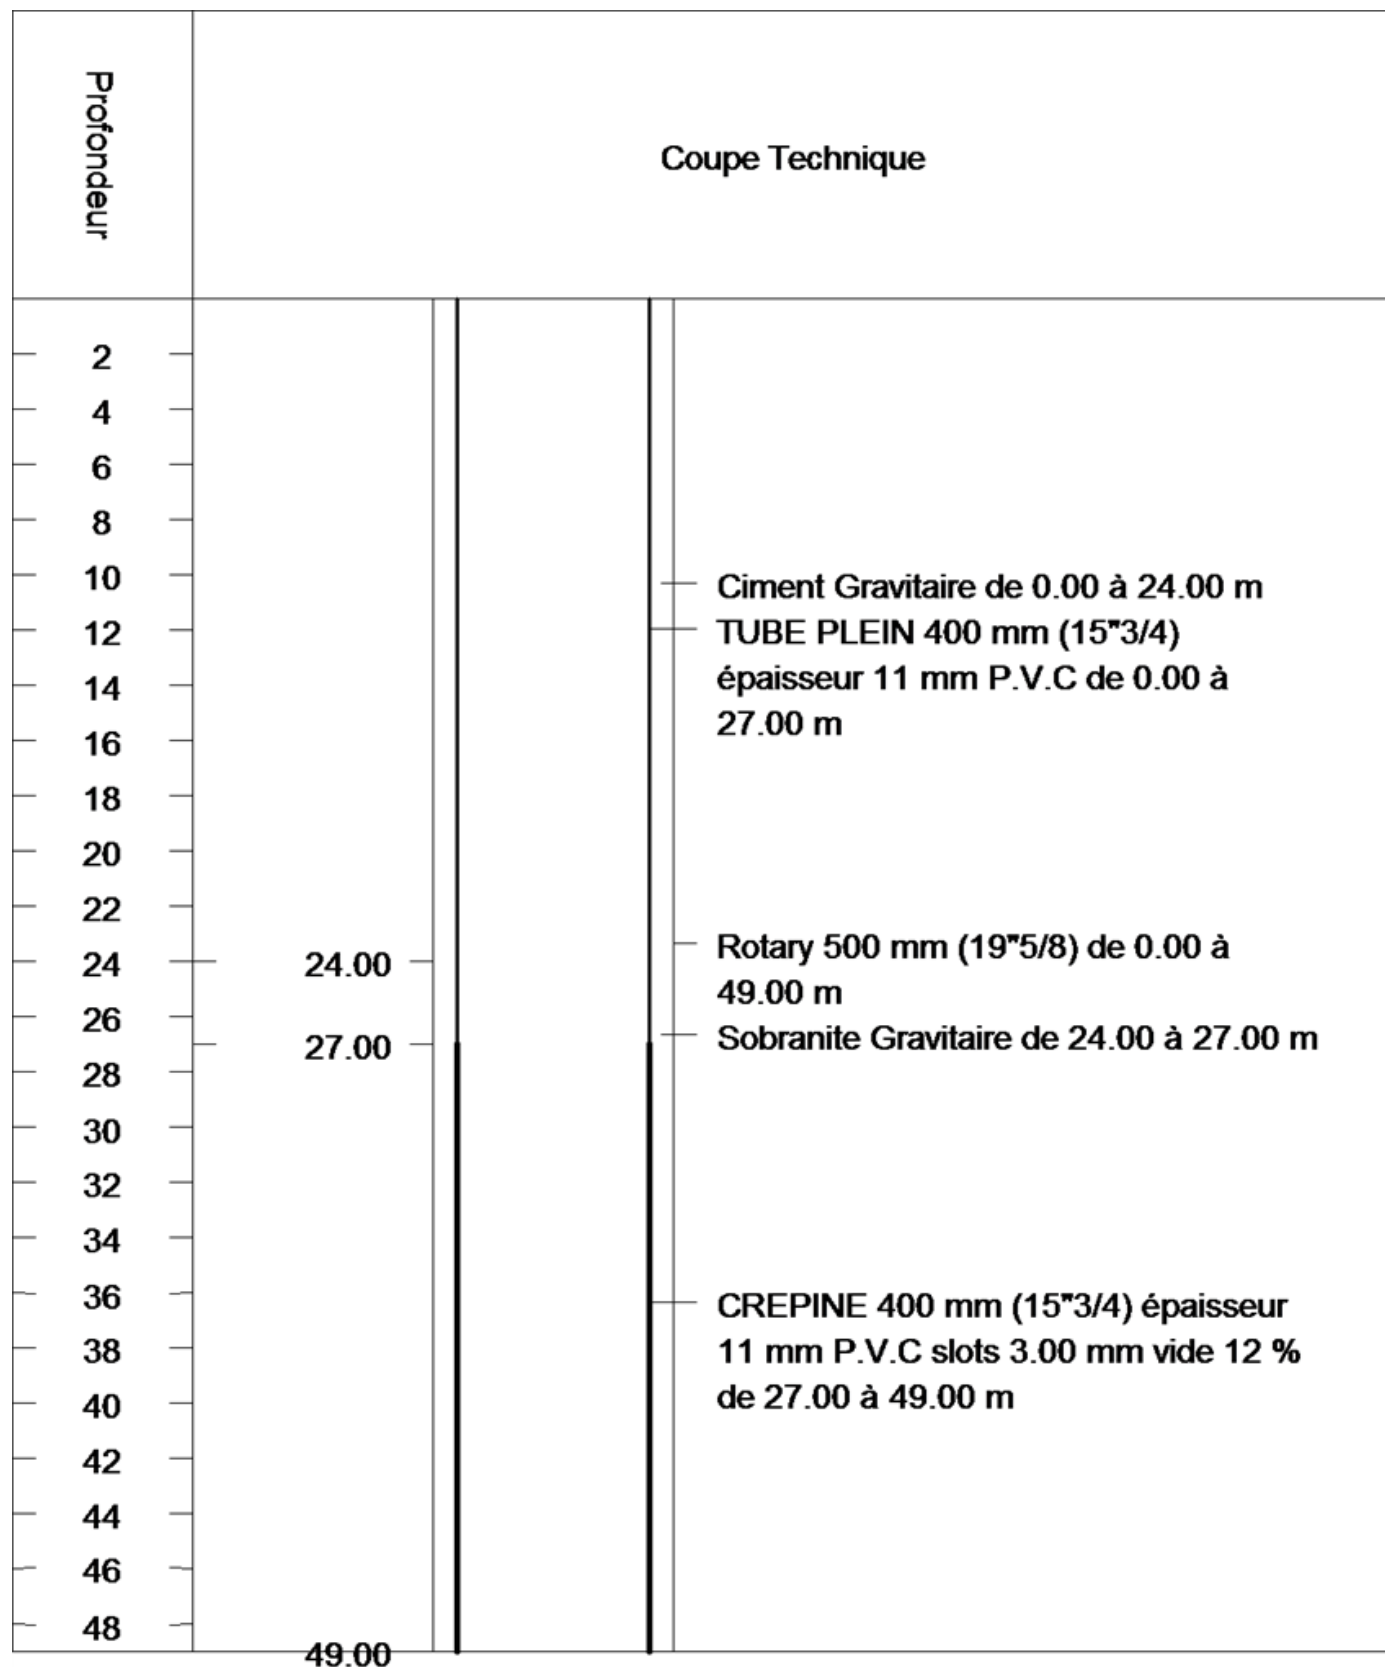 Profondeur
Coupe Technique
2
4
6
8
10
Ciment Gravitaire de 0.00 à 24.00 m
12
TUBE PLEIN 400 mm (15"3/4)
14
épaisseur 11 mm P.V.C de 0.00 à
16
27.00 m
18
20
22
Rotary 500 mm (19"5/8) de 0.00 à
24
24.00
49.00 m
26
Sobranite Gravitaire de 24.00 à 27.00 m
27.00
28
30
32
34
36
CREPINE 400 mm (15"3/4) épaisseur
38
11 mm P.V.C slots 3.00 mm vide 12 %
40
de 27.00 à 49.00 m
42
44
46
48
49.00